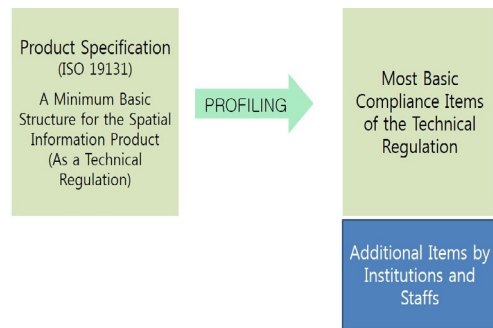 Product Specification
(ISO 19131)
A Minimum Basic
Structure for the Spatial
Information Product
(As a Technical
Regulation)
PROFILING
Most Basic
Compliance Items
of the Technical
Regulation
Additional Items by
Institutions and
Staffs